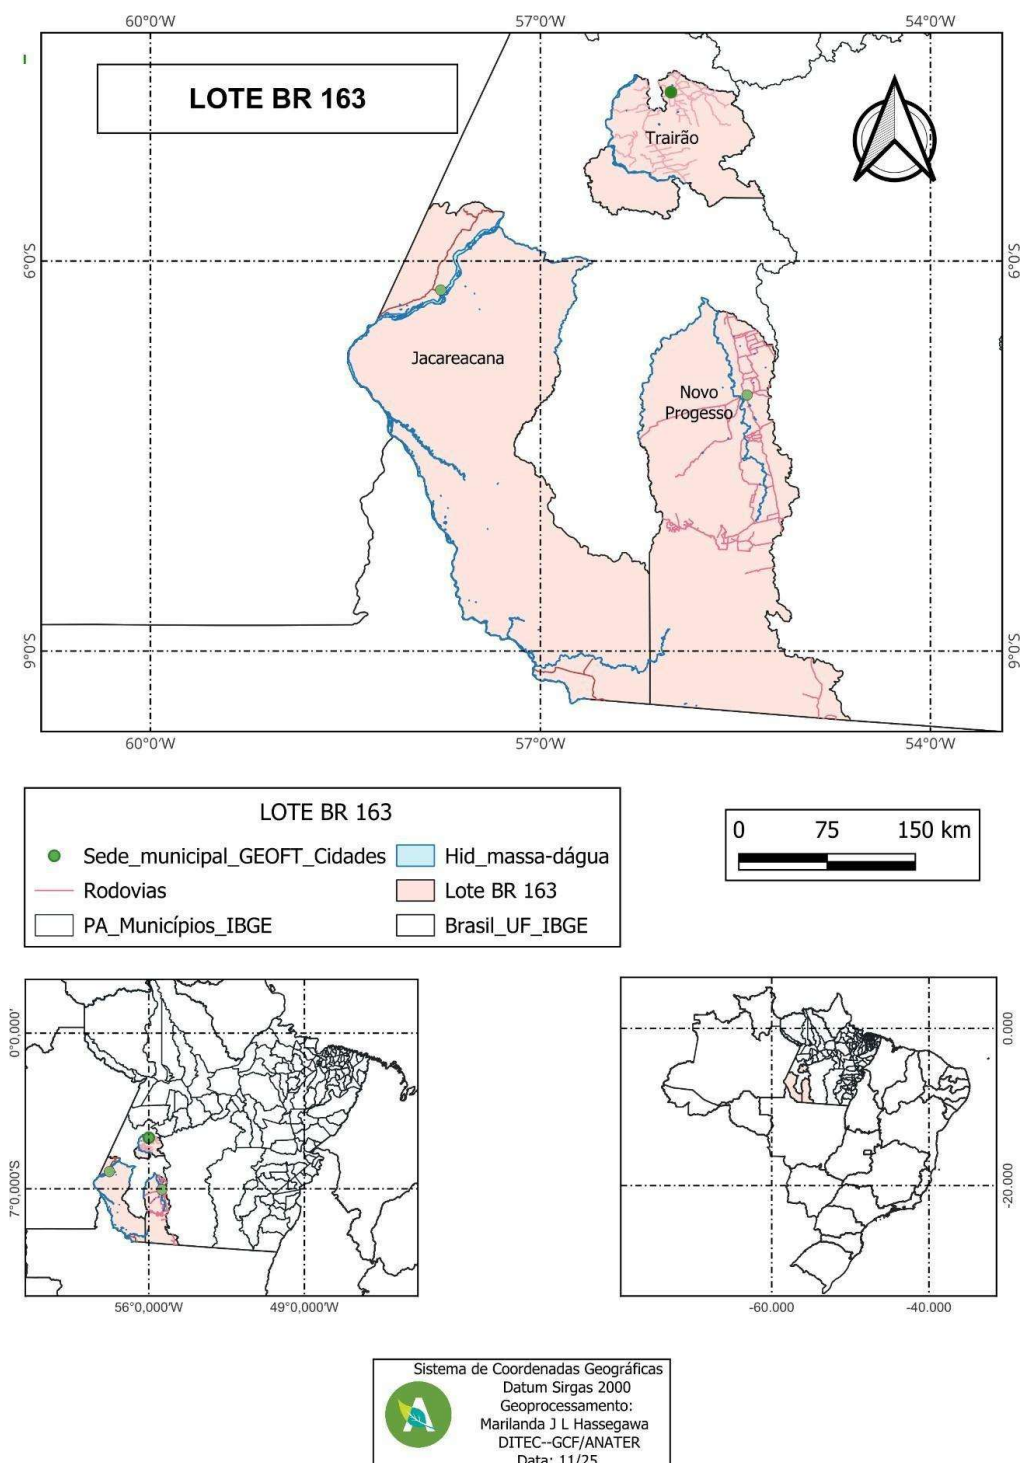 60°0'W 57°0'W 54°0'W
LOTE BR 163
Trairão
6°0'S 6°0'S
Jacareacana
Novo
Progesso
9°0'S 9°0'S
60°0'W 57°0'W 54°0'W
LOTE BR 163
Sede_municipal_GEOFT_Cidades
Hid_massa-dágua
Rodovias
Lote BR 163
PA_Municípios_IBGE
Brasil_UF_IBGE
0 75 150 km
0°0,000'
7°0,000'S
56°0,000'W 49°0,000'W
0.000
-20.000
-60.000 -40.000
Sistema de Coordenadas Geográficas
Datum Sirgas 2000
Geoprocessamento:
Marilanda J L Hassegawa
DITEC--GCF/ANATER
Data: 11/25